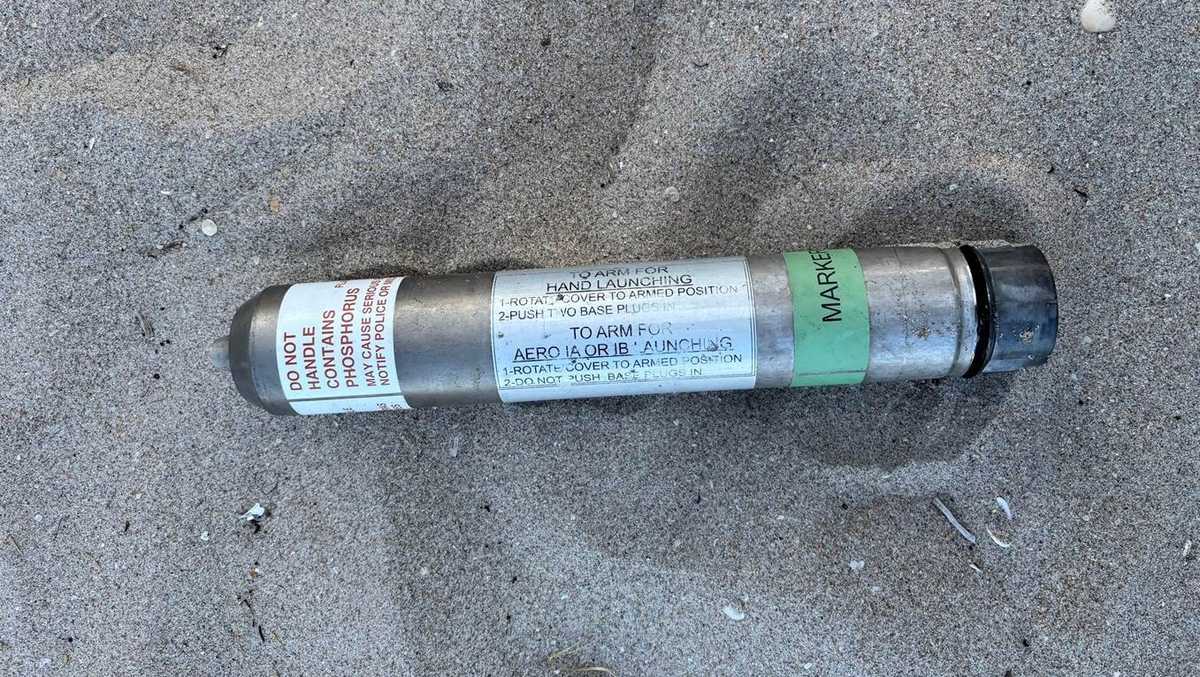 DO NOT
HANDLE
CONTAINS
PHOSPHORUS
MAY CAUSE SERIOUS
NOTIFY POLICE OR
TO ARM FOR
HAND LAUNCHING
1-ROTATE COVER TO ARMED POSITION
2-PUSH TWO BASE PLUGS IN
TO ARM FOR
AERO IA OR IB LAUNCHING
1-ROTATE COVER TO ARMED POSITION
2-DO NOT PUSH BASE PLUGS IN
MARKE